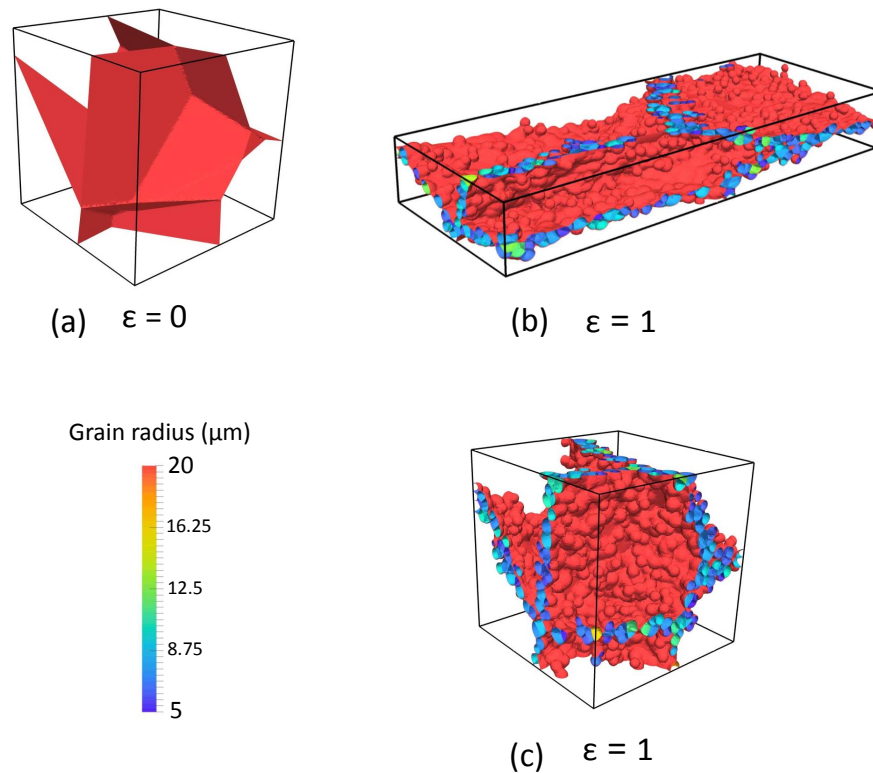 (a) ε = 0
(b) ε = 1
Grain radius (μm)
20
16.25
12.5
8.75
5
(c) ε = 1